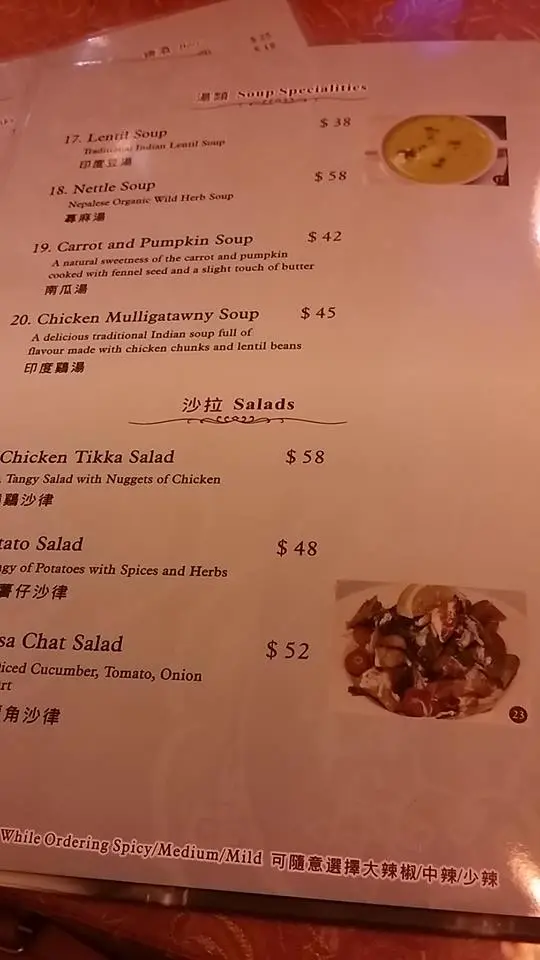 湯類 Soup Specialities
17. Lentil Soup $ 38
Traditional Indian Lentil Soup
印度豆湯
18. Nettle Soup $ 58
Nepalese Organic Wild Herb Soup
蕁麻湯
19. Carrot and Pumpkin Soup $ 42
A natural sweetness of the carrot and pumpkin
cooked with fennel seed and a slight touch of butter
南瓜湯
20. Chicken Mulligatawny Soup $ 45
A delicious traditional Indian soup full of
flavour made with chicken chunks and lentil beans
印度鷄湯
沙拉 Salads
Chicken Tikka Salad $ 58
Tangy Salad with Nuggets of Chicken
鷄沙律
tato Salad $ 48
gy of Potatoes with Spices and Herbs
薯仔沙律
sa Chat Salad $ 52
iced Cucumber, Tomato, Onion
rt
角沙律
23
While Ordering Spicy/Medium/Mild 可隨意選擇大辣椒/中辣/少辣